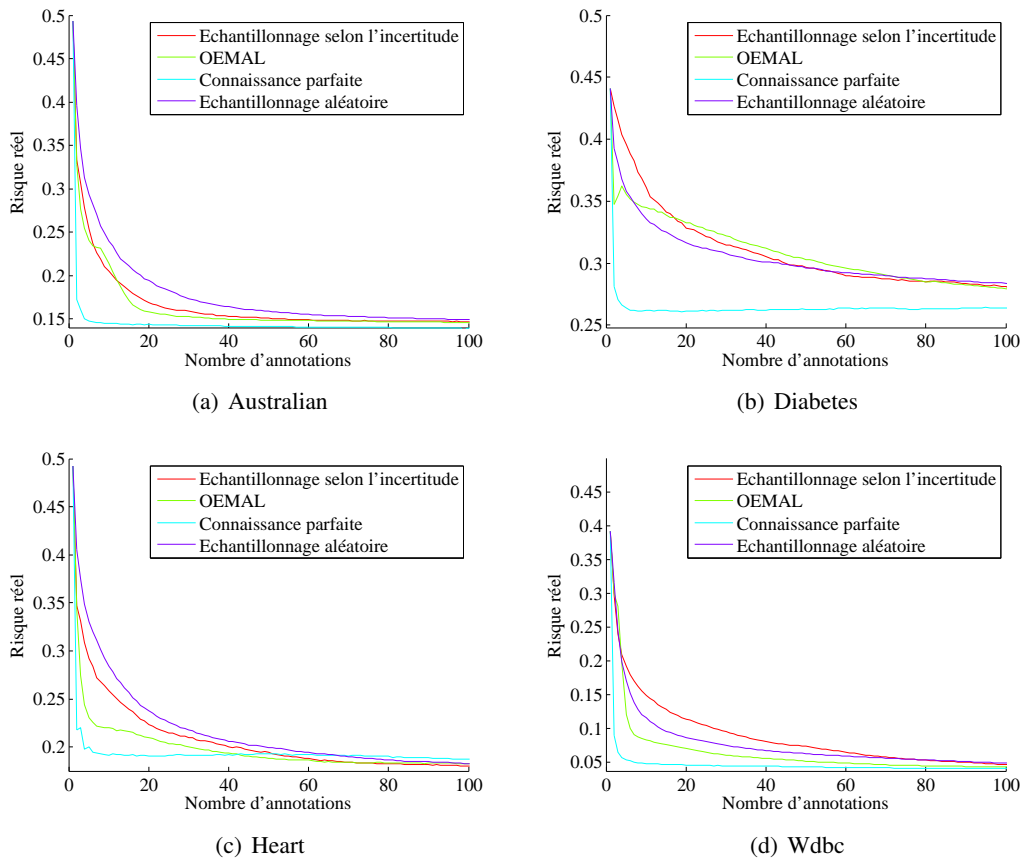 0.5
0.45
0.4
0.35
0.3
0.25
0.2
0.15
Risque réel
0
20
40
60
80
100
Nombre d'annotations
Echantillonnage selon l'incertitude
OEMAL
Connaissance parfaite
Echantillonnage aléatoire
(a) Australian
0.5
0.45
0.4
0.35
0.3
0.25
Risque réel
0
20
40
60
80
100
Nombre d'annotations
Echantillonnage selon l'incertitude
OEMAL
Connaissance parfaite
Echantillonnage aléatoire
(b) Diabetes
0.5
0.45
0.4
0.35
0.3
0.25
0.2
Risque réel
0
20
40
60
80
100
Nombre d'annotations
Echantillonnage selon l'incertitude
OEMAL
Connaissance parfaite
Echantillonnage aléatoire
(c) Heart
0.45
0.4
0.35
0.3
0.25
0.2
0.15
0.1
0.05
Risque réel
0
20
40
60
80
100
Nombre d'annotations
Echantillonnage selon l'incertitude
OEMAL
Connaissance parfaite
Echantillonnage aléatoire
(d) Wdbc